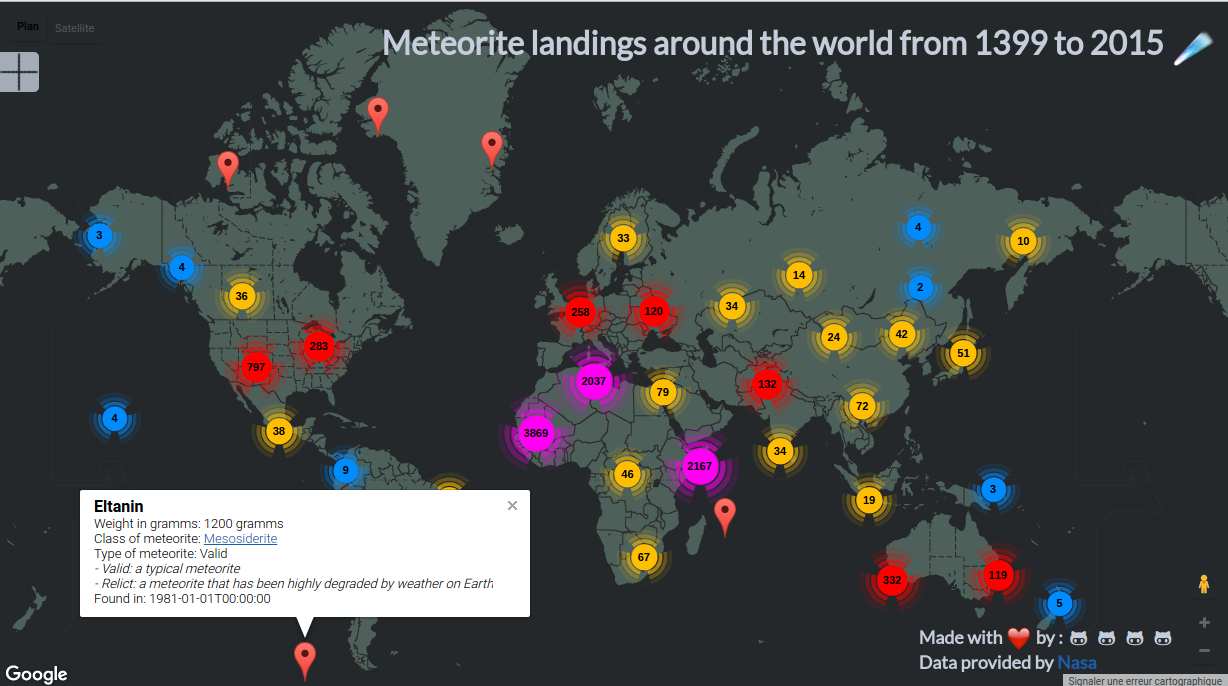 Plan Satellite
Meteorite landings around the world from 1399 to 2015
3
4
36
283
797
4
38
9
33
258
120
34
14
4
10
2
24
42
51
2037
79
132
72
3869
2167
46
34
19
3
67
332
119
5
Eltanin
Weight in gramms: 1200 gramms
Class of meteorite: Mesosiderite
Type of meteorite: Valid
- Valid: a typical meteorite
- Relict: a meteorite that has been highly degraded by weather on Earth
Found in: 1981-01-01T00:00:00
Made with by :
Data provided by Nasa
Google
Signaler une erreur cartographique